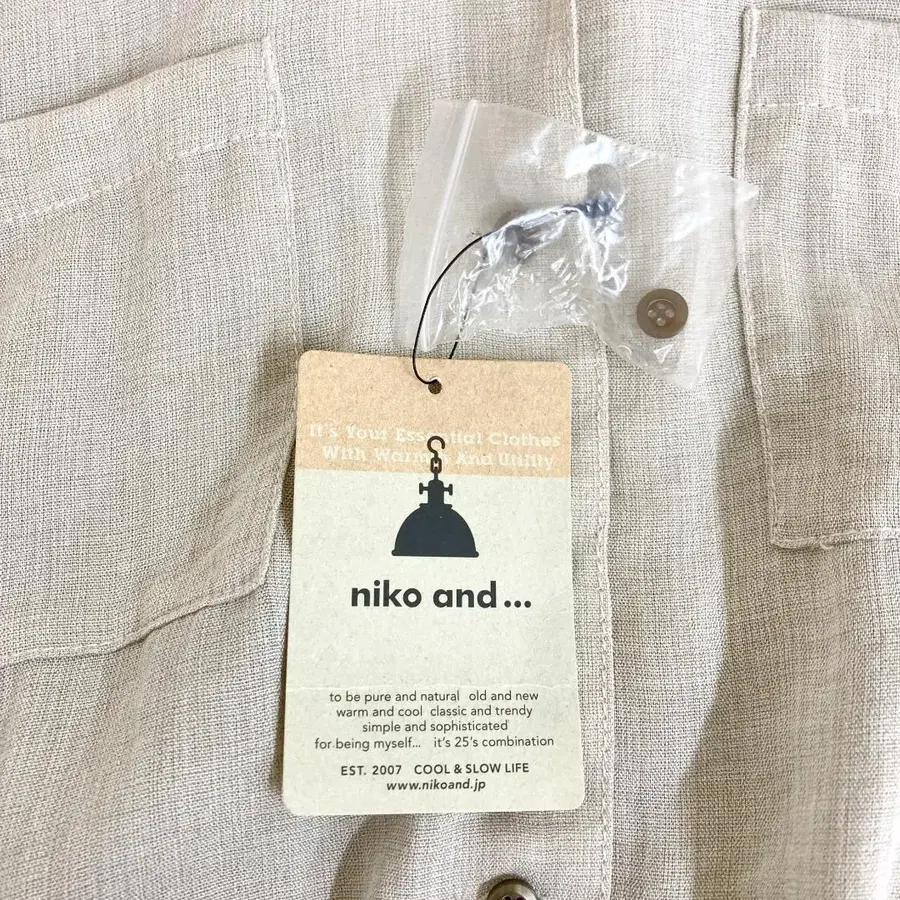 It's Your Essential Clothes
With Warmth And Utility
niko and...
to be pure and natural old and new
warm and cool classic and trendy
simple and sophisticated
for being myself... it's 25's combination
EST. 2007 COOL & SLOW LIFE
www.nikoand.jp